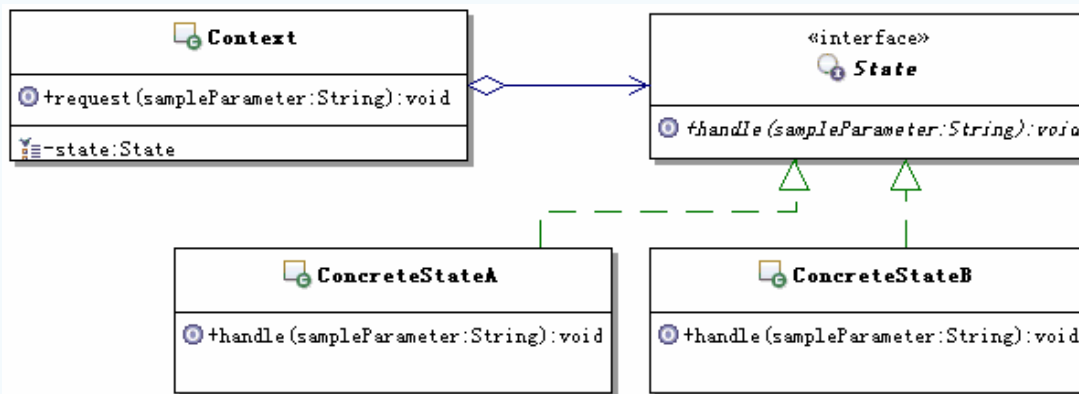 Context
+request(sampleParameter:String):void
-state:State
«interface»
State
+handle(sampleParameter:String):void
ConcreteStateA
+handle(sampleParameter:String):void
ConcreteStateB
+handle(sampleParameter:String):void